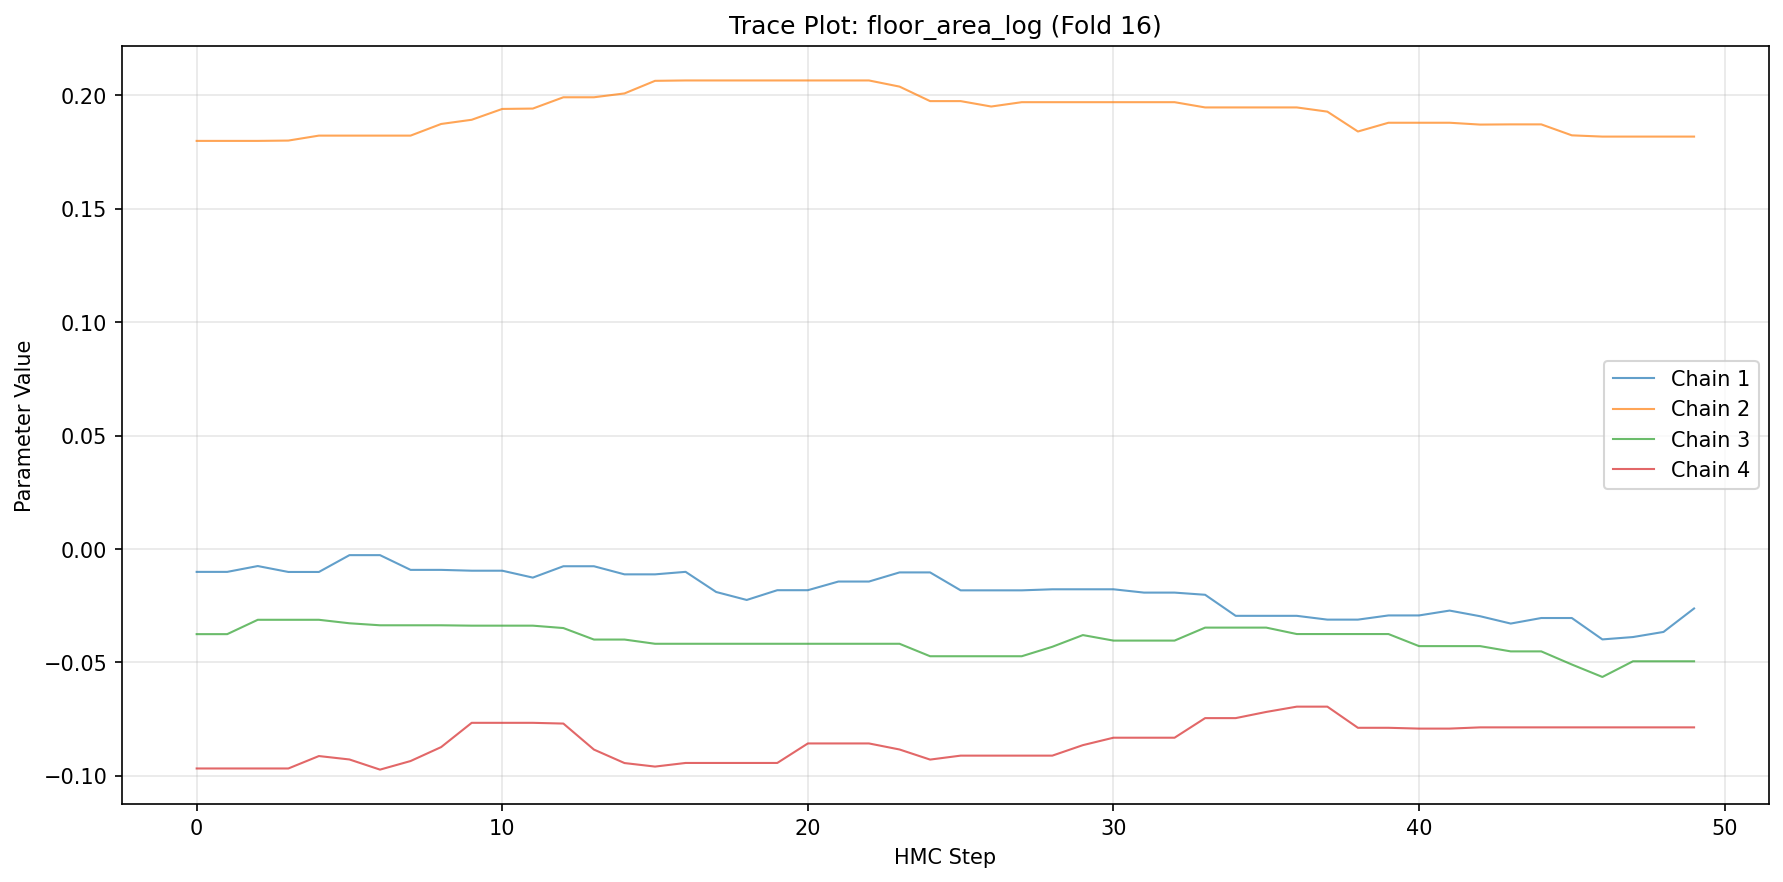 Trace Plot: floor_area_log (Fold 16)
0.20
0.15
0.10
0.05
0.00
−0.05
−0.10
Parameter Value
Chain 1
Chain 2
Chain 3
Chain 4
0 10 20 30 40 50
HMC Step